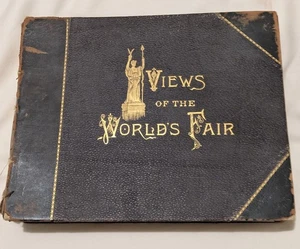 VIEWS
OF THE
WORLD'S FAIR